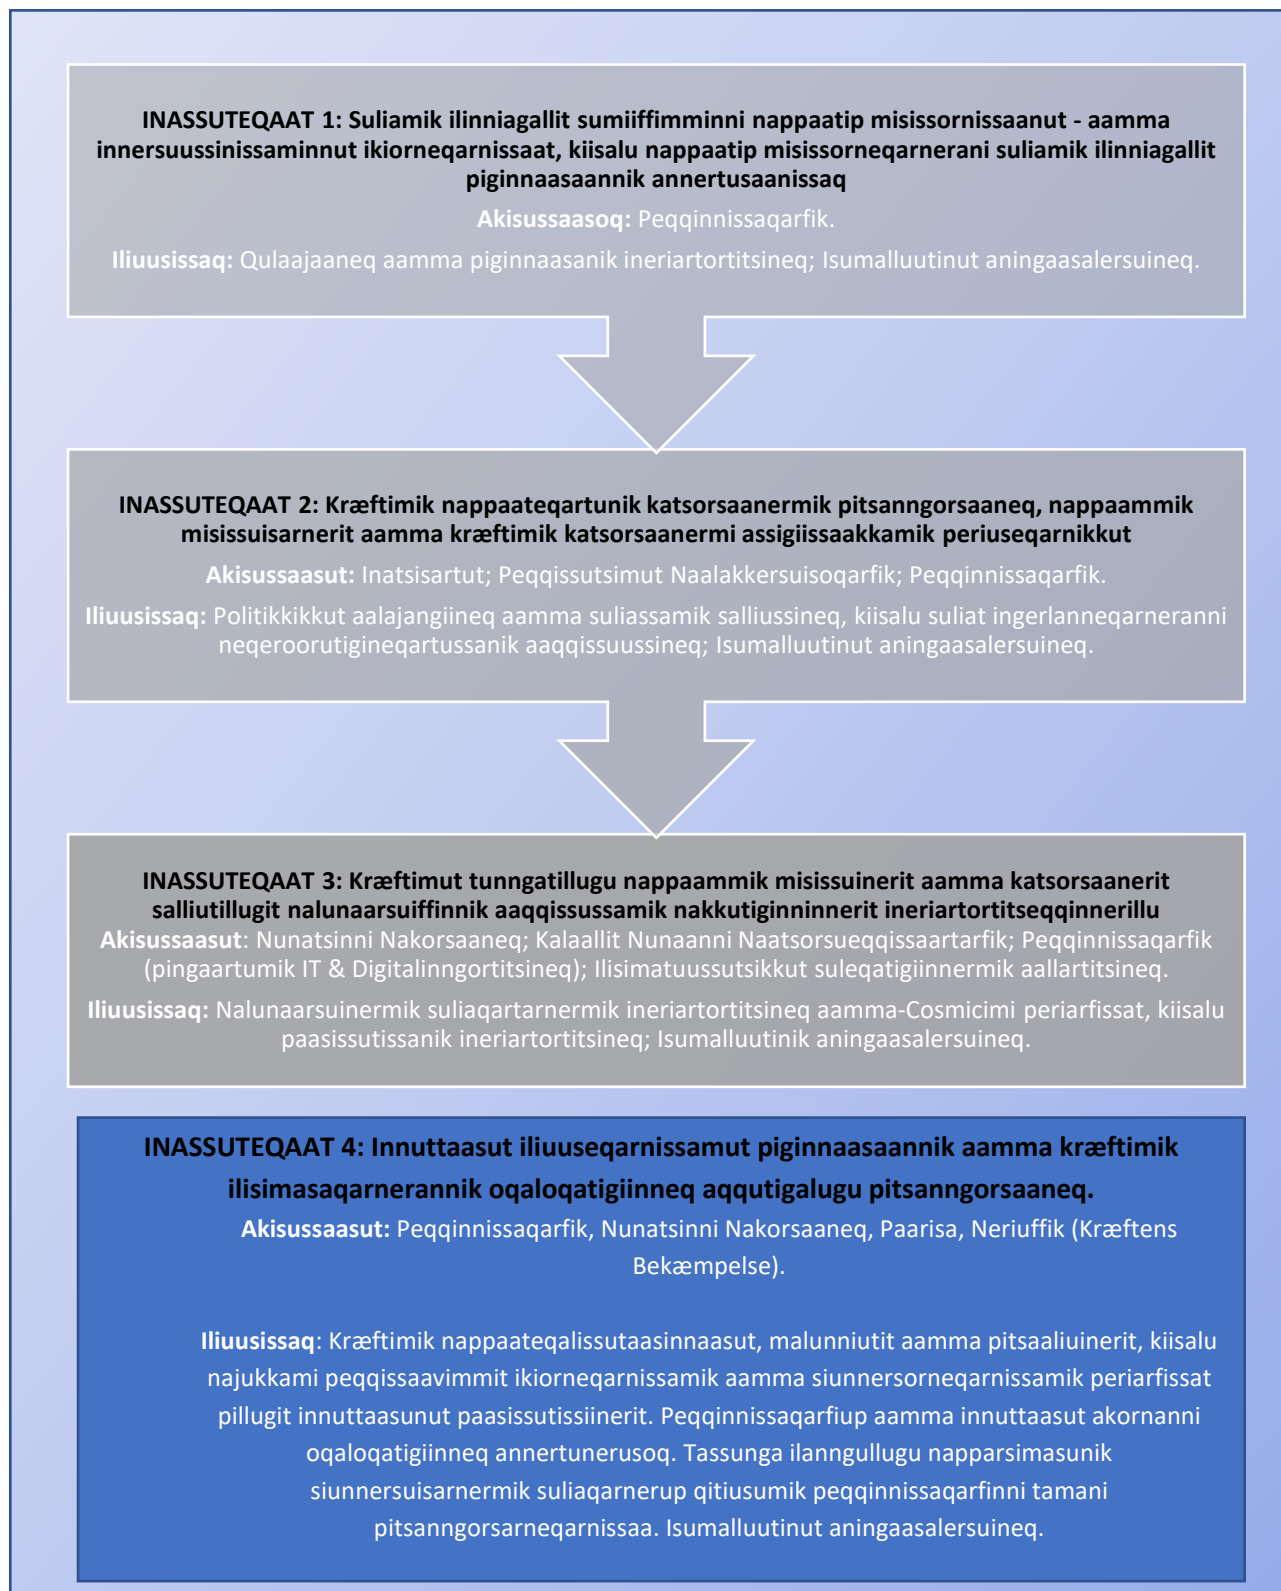 INASSUTEQAAT 1: Suliamik ilinniagallit sumiiffimminni nappaatip misissornissaanut - aamma
innersuussinissaminnut ikiorneqarnissaat, kiisalu nappaatip misissorneqarnerani suliamik ilinniagallit
piginnaasaannik annertusaanissaq
Akisussaasoq: Peqqinnissaqarfik.
Iliuusissaq: Qulaajaaneq aamma piginnaasanik ineriartortitsineq; Isumalluutinut aningaasalersuineq.
INASSUTEQAAT 2: Kræftimik nappaateqartunik katsorsaanermik pitsanngorsaaneq, nappaammik
misissuisarnerit aamma kræftimik katsorsaanermi assigiissaakkamik periuseqarnikkut
Akisussaasut: Inatsisartut; Peqqissutsimut Naalakkersuisoqarfik; Peqqinnissaqarfik.
Iliuusissaq: Politikkikkut aalajangiineq aamma suliassamik salliussineq, kiisalu suliat ingerlanneqarneranni
neqeroorutigineqartussanik aaqqissuussineq; Isumalluutinut aningaasalersuineq.
INASSUTEQAAT 3: Kræftimut tunngatillugu nappaammik misissuinerit aamma katsorsaanerit
salliutillugit nalunaarsuiffinnik aaqqissussamik nakkutiginninnerit ineriartortitseqqinnerillu
Akisussaasut: Nunatsinni Nakorsaaneq; Kalaallit Nunaanni Naatsorsueqqissaartarfik; Peqqinnissaqarfik
(pingaartumik IT & Digitalinngortitsineq); Ilisimatuussutsikkut suleqatigiinnermik aallartitsineq.
Iliuusissaq: Nalunaarsuinermik suliaqartarnermik ineriartortitsineq aamma-Cosmicimi periarfissat, kiisalu
paasissutissanik ineriartortitsineq; Isumalluutinik aningaasalersuineq.
INASSUTEQAAT 4: Innuttaasut iliuuseqarnissamut piginnaasaannik aamma kræftimik
ilisimasaqarnerannik oqaloqatigiinneq aqqutigalugu pitsanngorsaaneq.
Akisussaasut: Peqqinnissaqarfik, Nunatsinni Nakorsaaneq, Paarisa, Neriuffik (Kræftens
Bekæmpelse).
Iliuusissaq: Kræftimik nappaateqalissutaasinnaasut, malunniutit aamma pitsaaliuinerit, kiisalu
najukkami peqqissaavimmit ikiorneqarnissamik aamma siunnersorneqarnissamik periarfissat
pillugit innuttaasunut paasissutissiinerit. Peqqinnissaqarfiup aamma innuttaasut akornanni
oqaloqatigiinneq annertunerusoq. Tassunga ilanngullugu napparsimasunik
siunnersuisarnermik suliaqarnerup qitiusumik peqqinnissaqarfinni tamani
pitsanngorsarneqarnissaa. Isumalluutinut aningaasalersuineq.